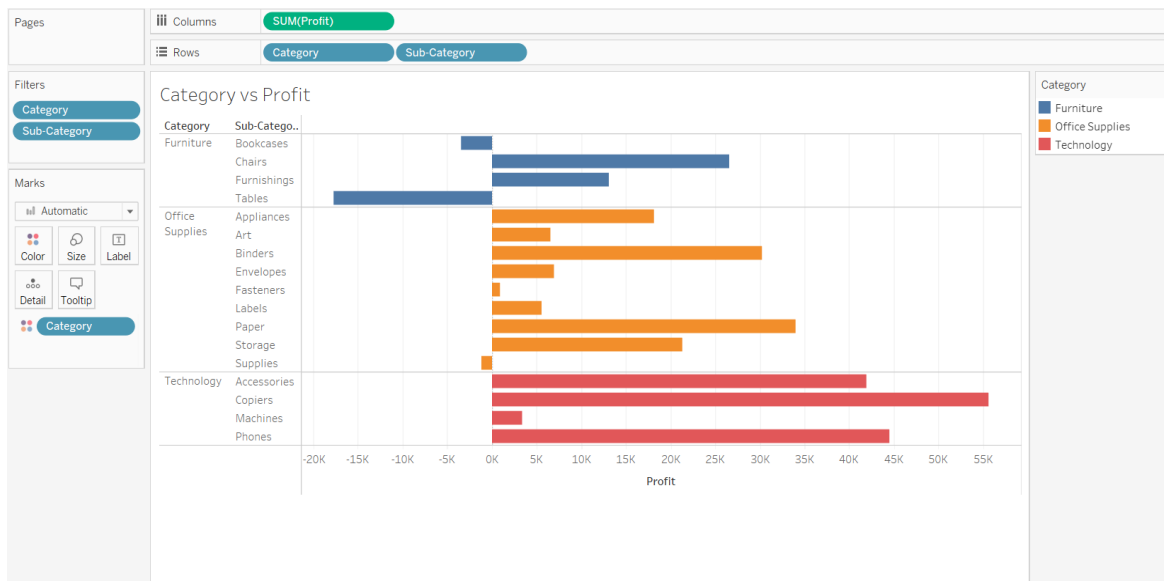 Pages
Columns SUM(Profit)
Rows Category Sub-Category
Filters
Category
Sub-Category
Marks
Automatic
Color Size Label
Detail Tooltip
Category
Category vs Profit
Category Sub-Catego..
Furniture Bookcases
Chairs
Furnishings
Tables
Office Supplies Appliances
Art
Binders
Envelopes
Fasteners
Labels
Paper
Storage
Supplies
Technology Accessories
Copiers
Machines
Phones
-20K -15K -10K -5K 0K 5K 10K 15K 20K 25K 30K 35K 40K 45K 50K 55K
Profit
Category
Furniture
Office Supplies
Technology